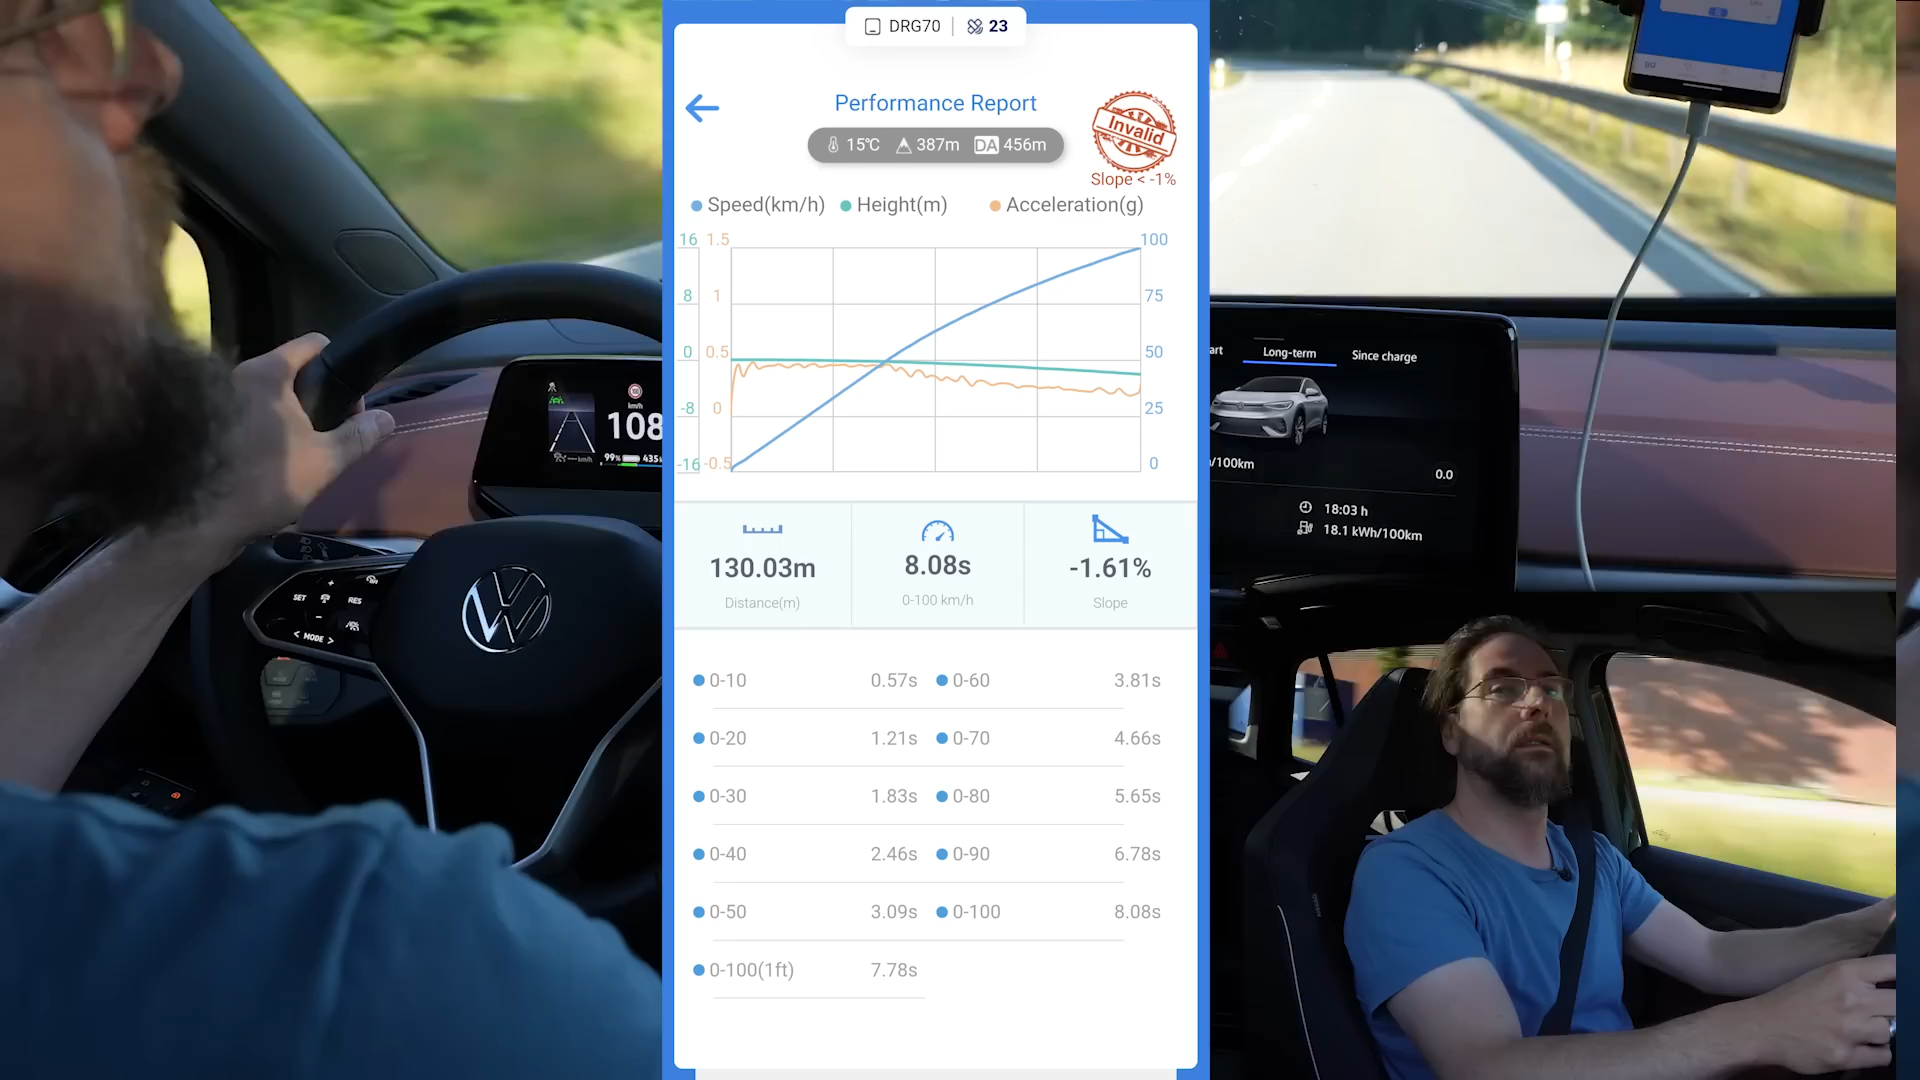 DRG70 | 23
Performance Report
15℃ 387m DA 456m
Invalid
Slope < -1%
Speed(km/h) Height(m) Acceleration(g)
16 1.5 100
8 1 75
0 0.5 50
-8 0 25
-16 -0.5 0
130.03m 8.08s -1.61%
Distance(m) 0-100 km/h Slope
0-10 0.57s 0-60 3.81s
0-20 1.21s 0-70 4.66s
0-30 1.83s 0-80 5.65s
0-40 2.46s 0-90 6.78s
0-50 3.09s 0-100 8.08s
0-100(1ft) 7.78s
km/h
108
99% 435
SET RES
< MODE >
Long-term Since charge
/100km
0.0
18:03 h
18.1 kWh/100km